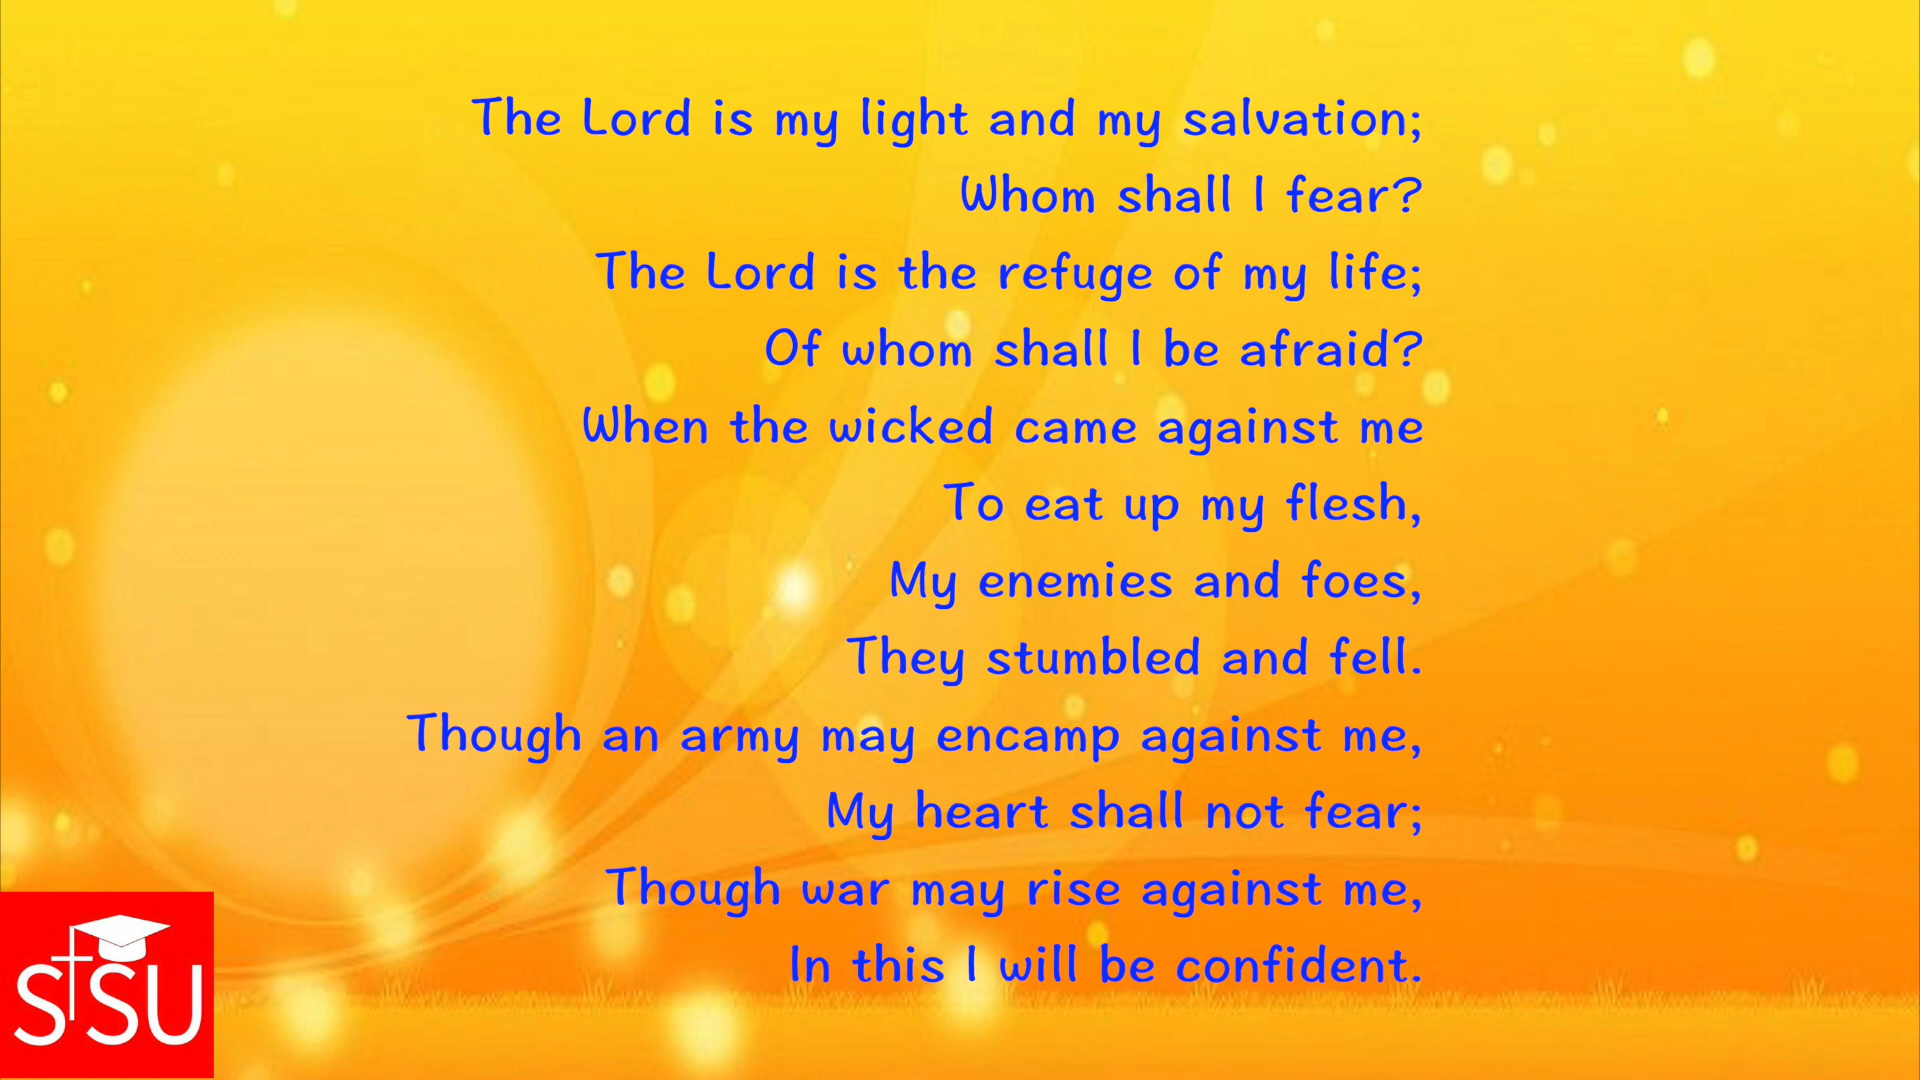 The Lord is my light and my salvation;
Whom shall I fear?
The Lord is the refuge of my life;
Of whom shall I be afraid?
When the wicked came against me
To eat up my flesh,
My enemies and foes,
They stumbled and fell.
Though an army may encamp against me,
My heart shall not fear;
Though war may rise against me,
In this I will be confident.
StSU